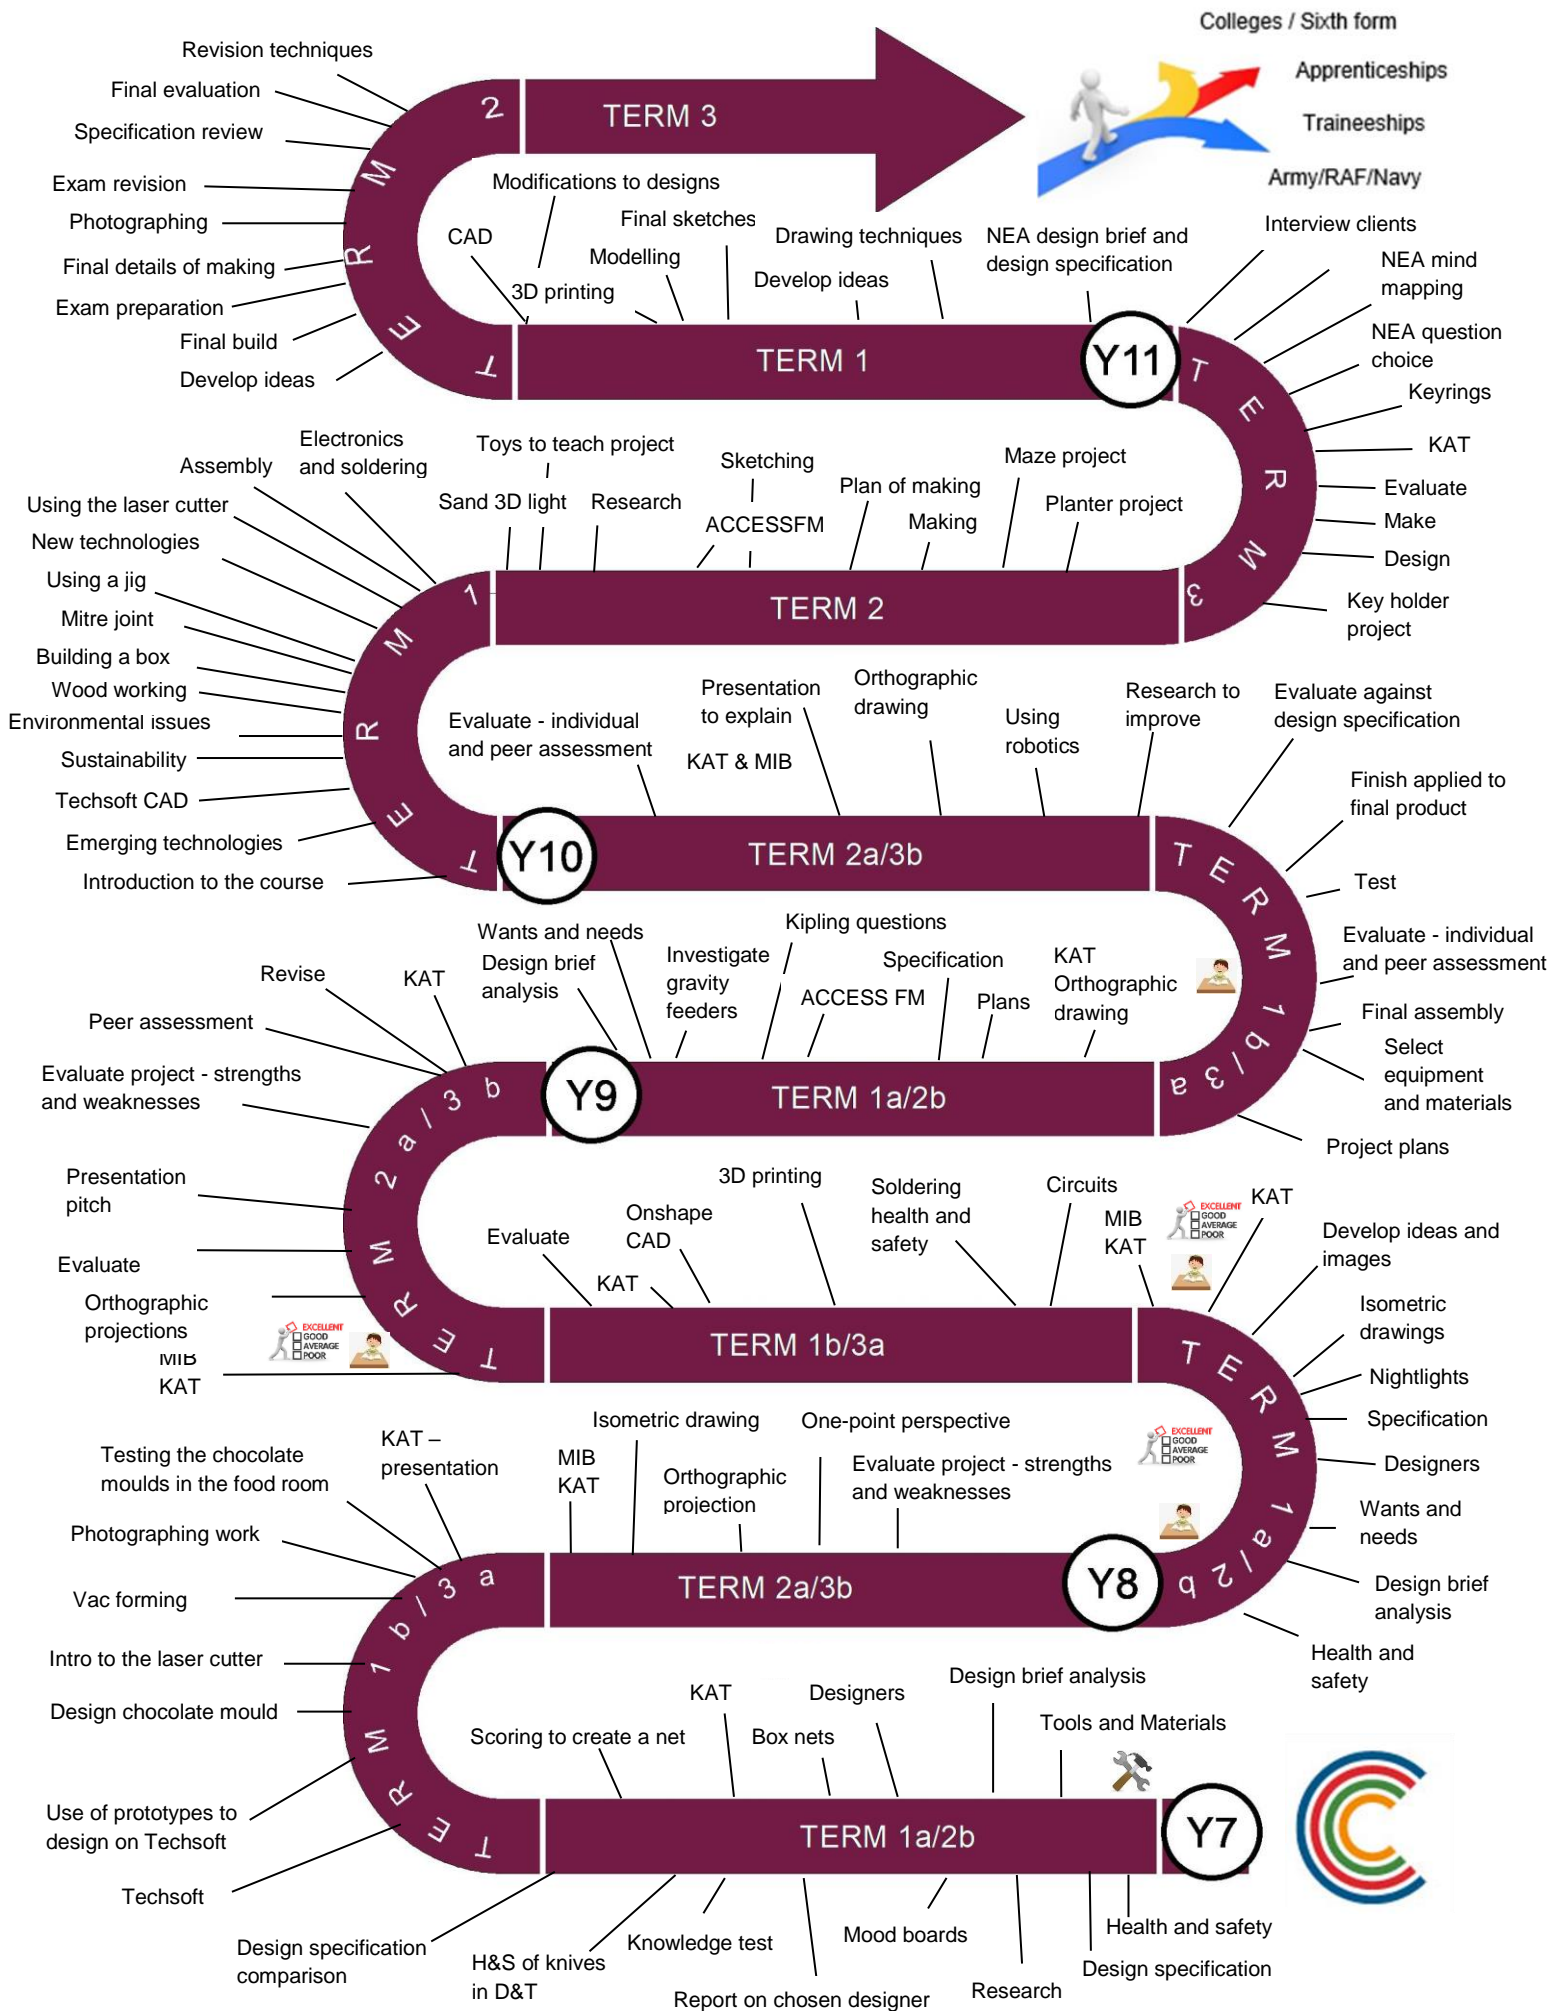 Colleges / Sixth form
Apprenticeships
Traineeships
Army/RAF/Navy
Revision techniques
Final evaluation
Specification review
Exam revision
Photographing
Final details of making
Exam preparation
Final build
Develop ideas
TERM 2
TERM 3
Modifications to designs
CAD
Final sketches
Modelling
3D printing
Drawing techniques
Develop ideas
NEA design brief and
design specification
TERM 1
Y11
Interview clients
NEA mind
mapping
NEA question
choice
Keyrings
KAT
Evaluate
Make
Design
Key holder
project
TERM 3
Electronics
and soldering
Assembly
Using the laser cutter
New technologies
Using a jig
Mitre joint
Building a box
Wood working
Environmental issues
Sustainability
Techsoft CAD
Emerging technologies
Introduction to the course
TERM 1
Toys to teach project
Sand 3D light
Research
Sketching
ACCESSFM
Plan of making
Making
Maze project
Planter project
TERM 2
Evaluate - individual
and peer assessment
Presentation
to explain
KAT & MIB
Orthographic
drawing
Using
robotics
Research to
improve
Y10
TERM 2a/3b
Evaluate against
design specification
Finish applied to
final product
Test
Evaluate - individual
and peer assessment
Final assembly
Select
equipment
and materials
Project plans
TERM 1b/3a
Wants and needs
Design brief
analysis
Investigate
gravity
feeders
Kipling questions
ACCESS FM
Specification
Plans
KAT
Orthographic
drawing
Y9
TERM 1a/2b
Revise
KAT
Peer assessment
Evaluate project - strengths
and weaknesses
Presentation
pitch
Evaluate
Orthographic
projections
MIB
KAT
EXCELLENT
GOOD
AVERAGE
POOR
TERM 2a/3b
Evaluate
KAT
Onshape
CAD
3D printing
Soldering
health and
safety
Circuits
MIB
KAT
EXCELLENT
GOOD
AVERAGE
POOR
KAT
TERM 1b/3a
Develop ideas and
images
Isometric
drawings
Nightlights
Specification
Designers
Wants and
needs
Design brief
analysis
Health and
safety
TERM 1a/2b
EXCELLENT
GOOD
AVERAGE
POOR
Testing the chocolate
moulds in the food room
KAT –
presentation
Photographing work
Vac forming
Intro to the laser cutter
Design chocolate mould
Use of prototypes to
design on Techsoft
Techsoft
TERM 1b/3a
MIB
KAT
Isometric drawing
Orthographic
projection
One-point perspective
Evaluate project - strengths
and weaknesses
TERM 2a/3b
Y8
Scoring to create a net
KAT
Box nets
Designers
Design brief analysis
Tools and Materials
TERM 1a/2b
Y7
Design specification
comparison
H&S of knives
in D&T
Knowledge test
Report on chosen designer
Mood boards
Research
Design specification
Health and safety